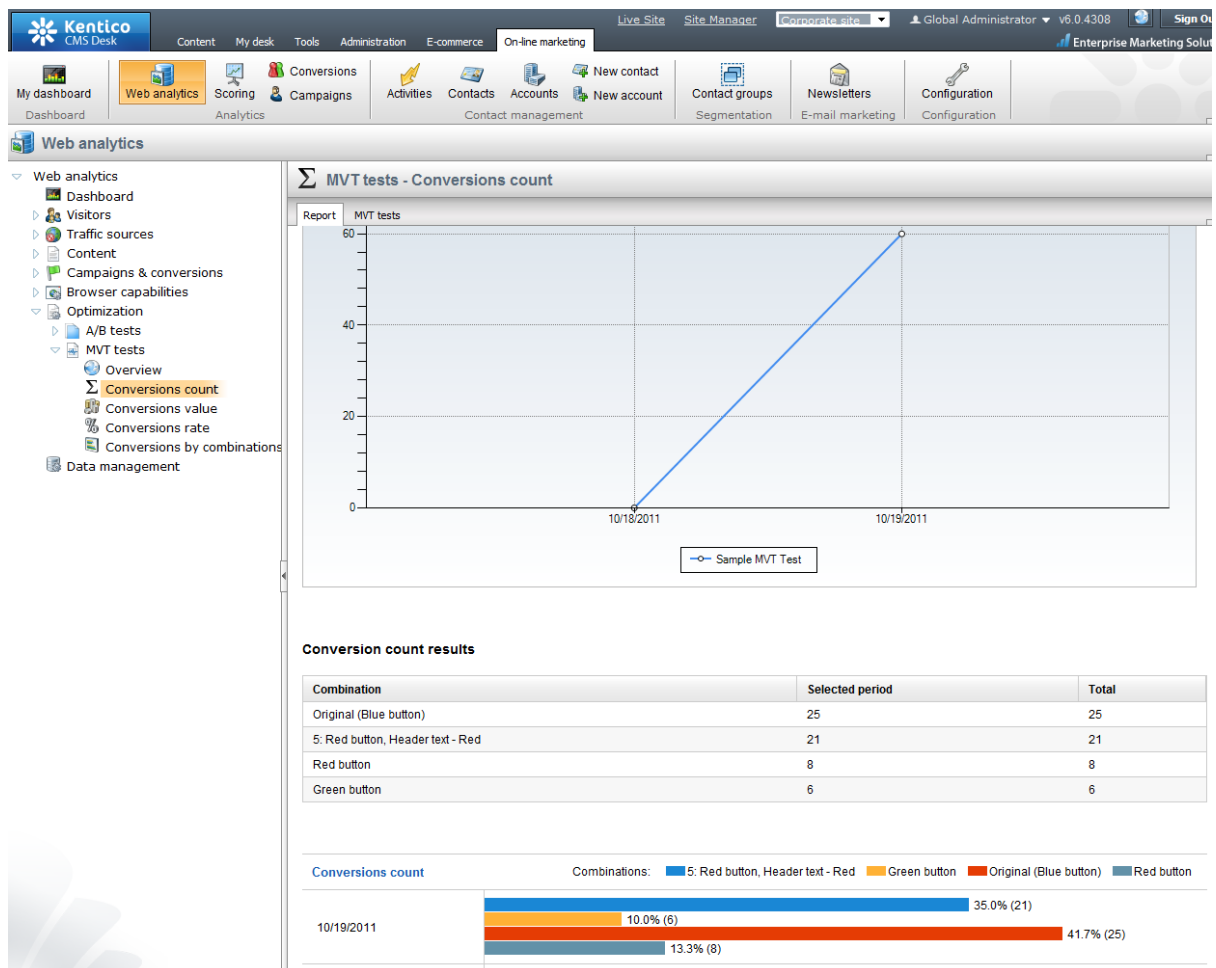 Kentico
CMS Desk
Live Site Site Manager Corporate site Global Administrator v6.0.4308 Sign Ou
Content My desk Tools Administration E-commerce On-line marketing
Enterprise Marketing Solut
My dashboard Web analytics Scoring Conversions Campaigns Activities Contacts Accounts New contact New account Contact groups Newsletters Configuration
Dashboard Analytics Contact management Segmentation E-mail marketing Configuration
Web analytics
Web analytics
Dashboard
Visitors
Traffic sources
Content
Campaigns & conversions
Browser capabilities
Optimization
A/B tests
MVT tests
Overview
Conversions count
Conversions value
Conversions rate
Conversions by combinations
Data management
Σ MVT tests - Conversions count
Report MVT tests
60
40
20
0
10/18/2011 10/19/2011
Sample MVT Test
Conversion count results
Combination Selected period Total
Original (Blue button) 25 25
5: Red button, Header text - Red 21 21
Red button 8 8
Green button 6 6
Conversions count Combinations: 5: Red button, Header text - Red Green button Original (Blue button) Red button
10/19/2011
35.0% (21)
10.0% (6)
41.7% (25)
13.3% (8)